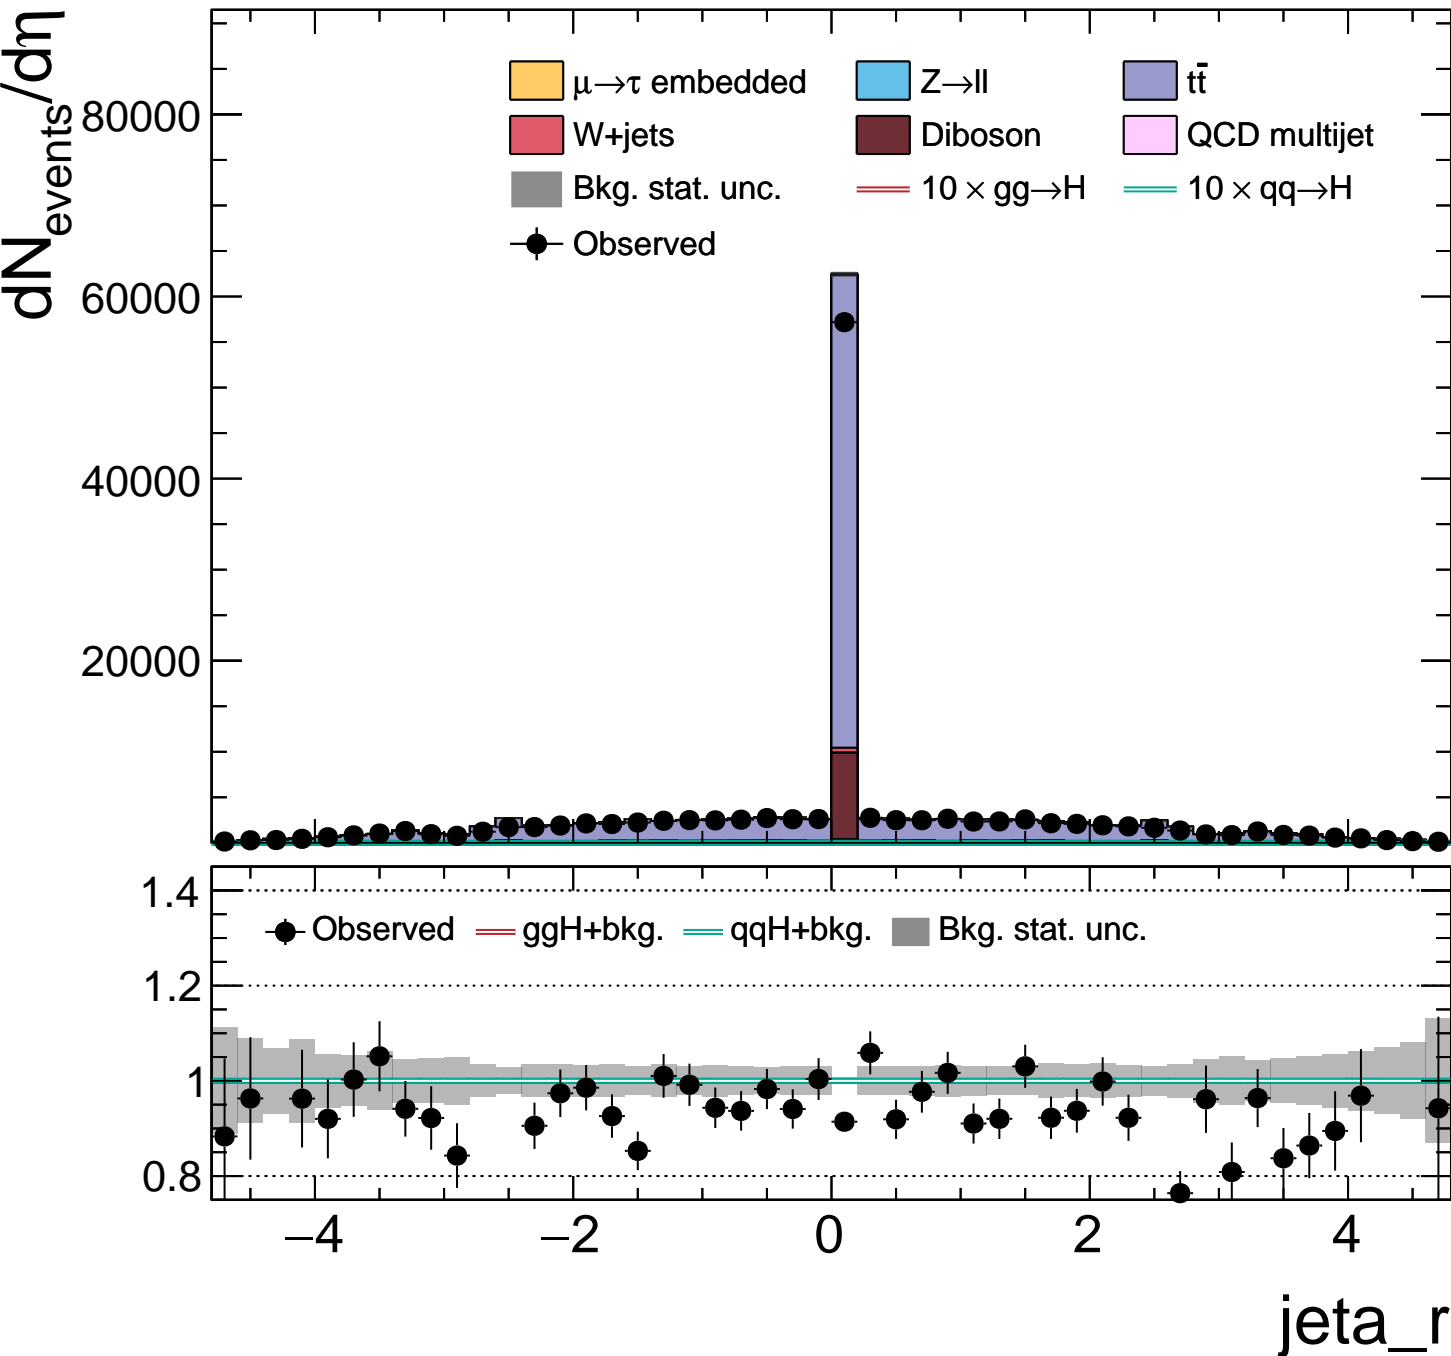 dN_events/dη
μ→τ embedded Z→ll tt̄
W+jets Diboson QCD multijet
Bkg. stat. unc. 10 × gg→H 10 × qq→H
Observed
80000
60000
40000
20000
1.4
Observed ggH+bkg. qqH+bkg. Bkg. stat. unc.
1.2
1
0.8
−4 −2 0 2 4
jeta_r